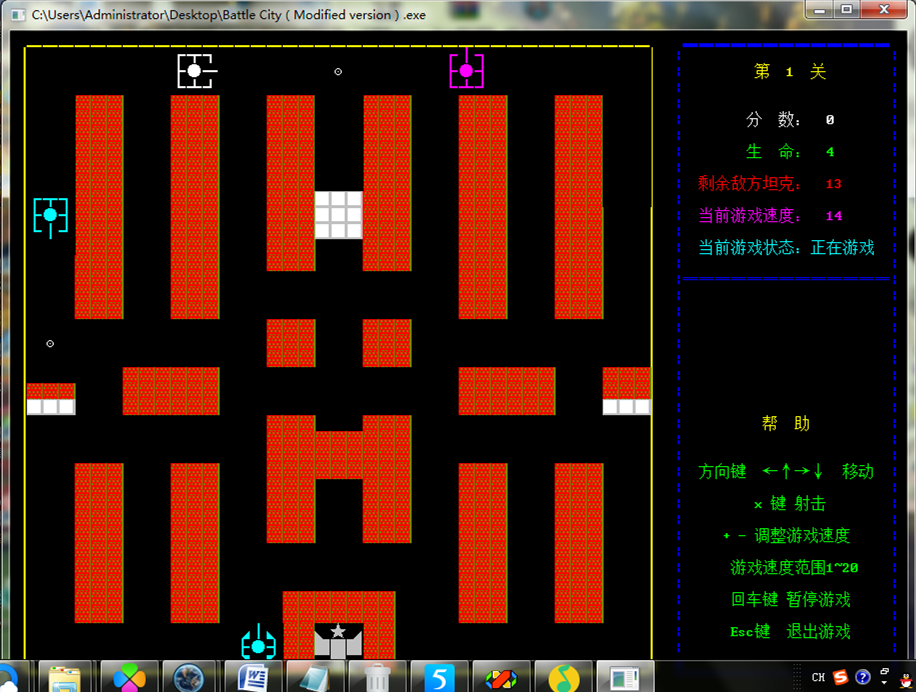 C:\Users\Administrator\Desktop\Battle City ( Modified version ) .exe
第 1 关
分 数: 0
生 命: 4
剩余敌方坦克: 13
当前游戏速度: 14
当前游戏状态: 正在游戏
帮 助
方向键 ←↑→↓ 移动
x 键 射击
+ - 调整游戏速度
游戏速度范围1~20
回车键 暂停游戏
Esc键 退出游戏
W
5
CH S ?